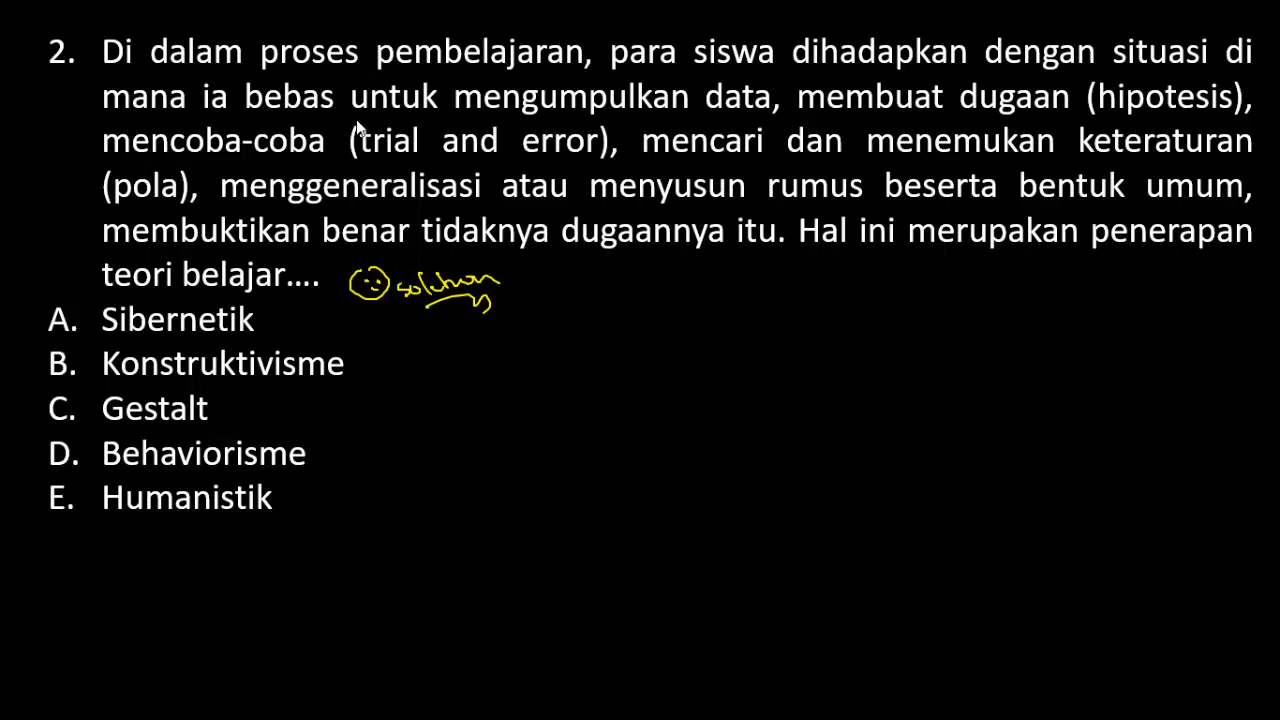 2. Di dalam proses pembelajaran, para siswa dihadapkan dengan situasi di
mana ia bebas untuk mengumpulkan data, membuat dugaan (hipotesis),
mencoba-coba (trial and error), mencari dan menemukan keteraturan
(pola), menggeneralisasi atau menyusun rumus beserta bentuk umum,
membuktikan benar tidaknya dugaannya itu. Hal ini merupakan penerapan
teori belajar.... solution
A. Sibernetik
B. Konstruktivisme
C. Gestalt
D. Behaviorisme
E. Humanistik